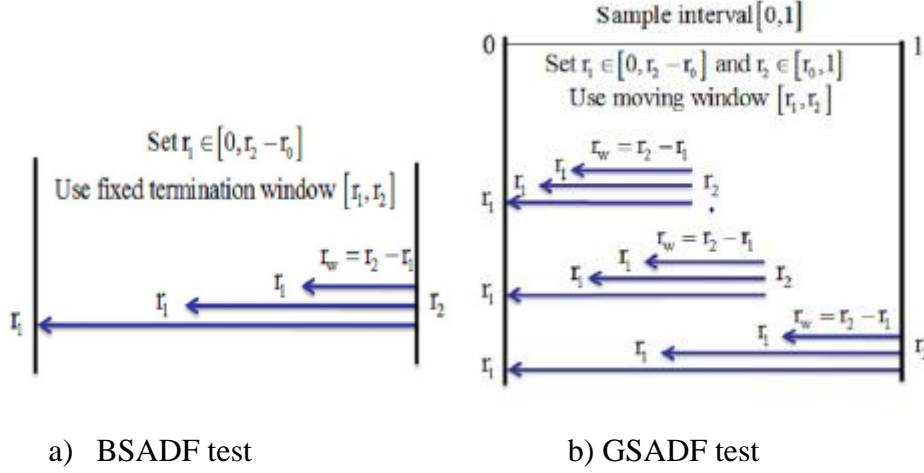 Set r₁ ∈ [0, r₂ − r₀]
Use fixed termination window [r₁, r₂]
r_w = r₂ − r₁
r₁
r₁
r₂
r₁
a) BSADF test
Sample interval [0,1]
0
1
Set r₁ ∈ [0, r₂ − r₀] and r₂ ∈ [r₀, 1]
Use moving window [r₁, r₂]
r_w = r₂ − r₁
r₁
r₁
r₂
r₁
r_w = r₂ − r₁
r₁
r₁
r₂
r₁
r_w = r₂ − r₁
r₁
r₁
r₁
b) GSADF test